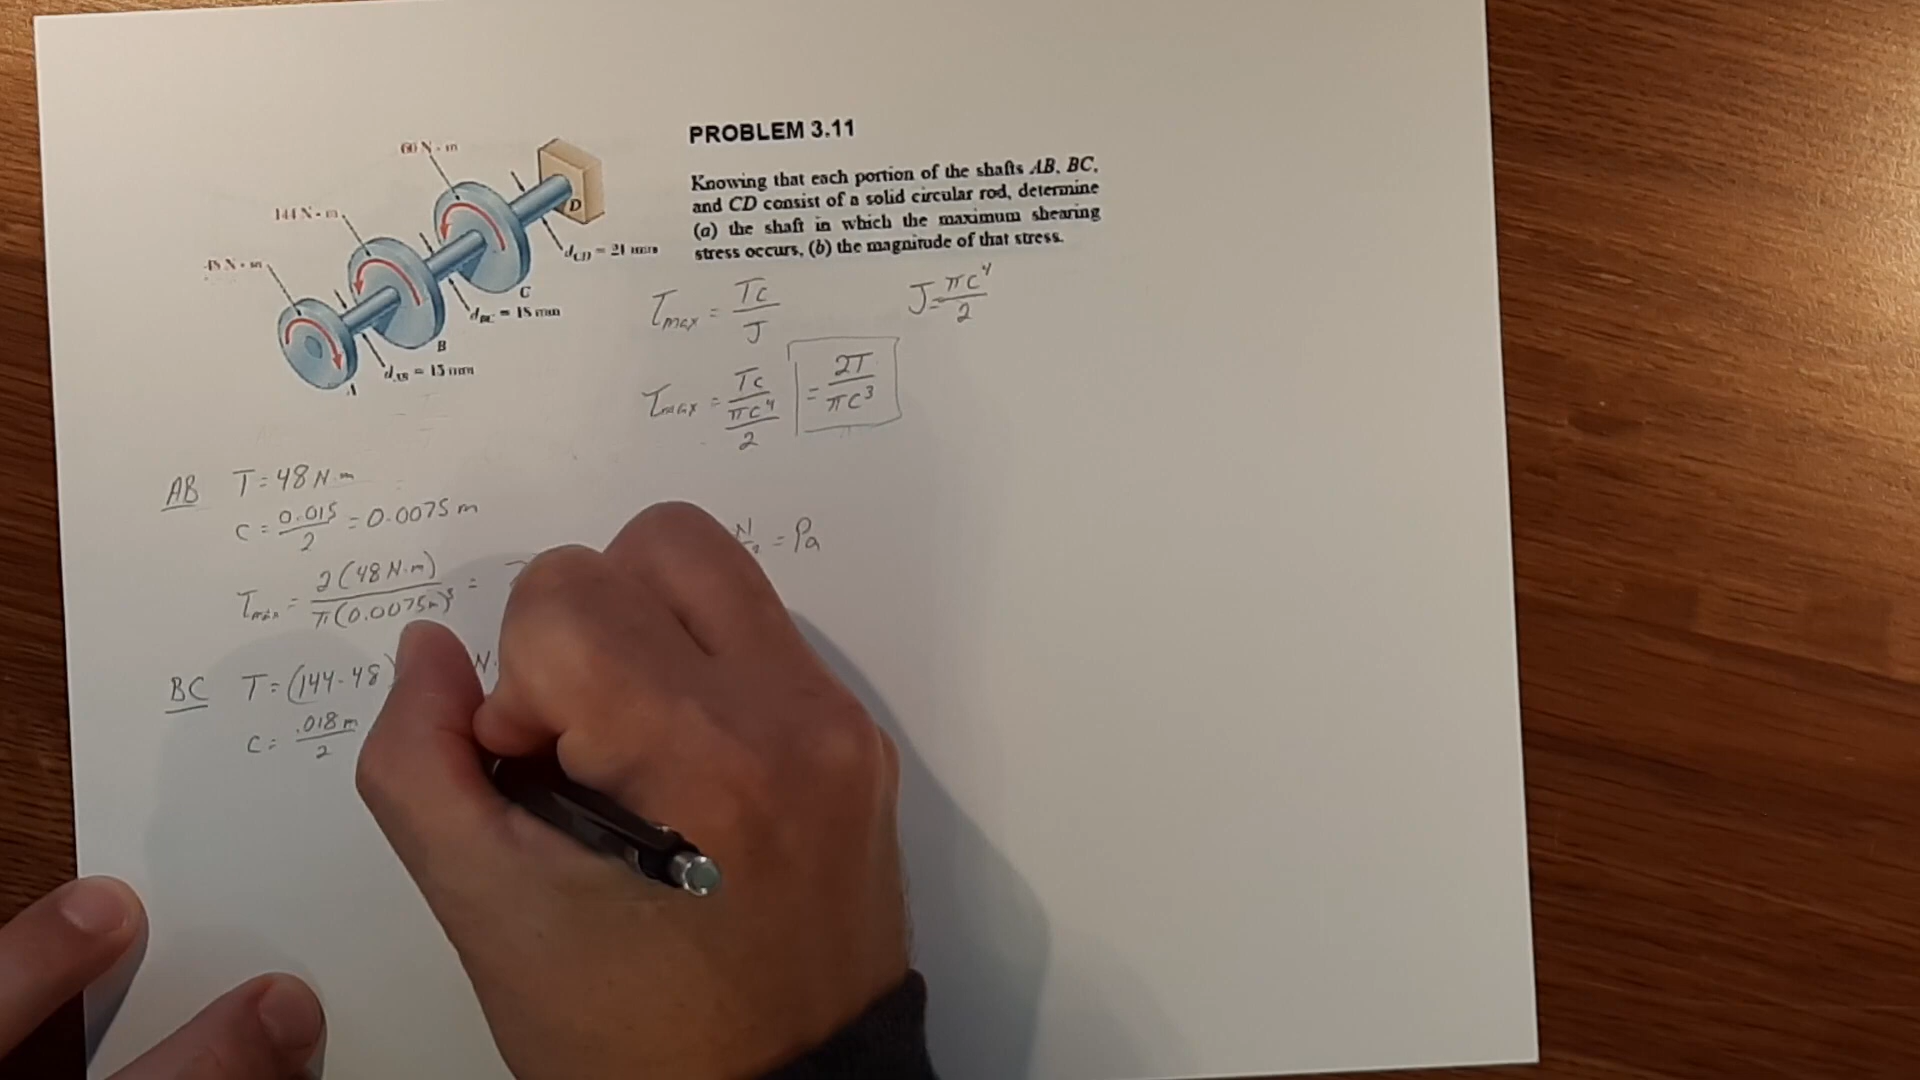 PROBLEM 3.11
Knowing that each portion of the shafts AB, BC,
and CD consist of a solid circular rod, determine
(a) the shaft in which the maximum shearing
stress occurs, (b) the magnitude of that stress.
60 N · m
144 N · m
48 N · m
D
d_CD = 21 mm
C
d_BC = 18 mm
B
d_AB = 15 mm
A
τ_max = Tc / J
J = πc⁴ / 2
τ_max = Tc / (πc⁴ / 2) = 2T / πc³
AB T = 48 N·m
c = 0.015 / 2 = 0.0075 m
τ_max = 2(48 N·m) / π(0.0075m)³ =
N = Pa
BC T = (144-48) N.
c = .018 m / 2